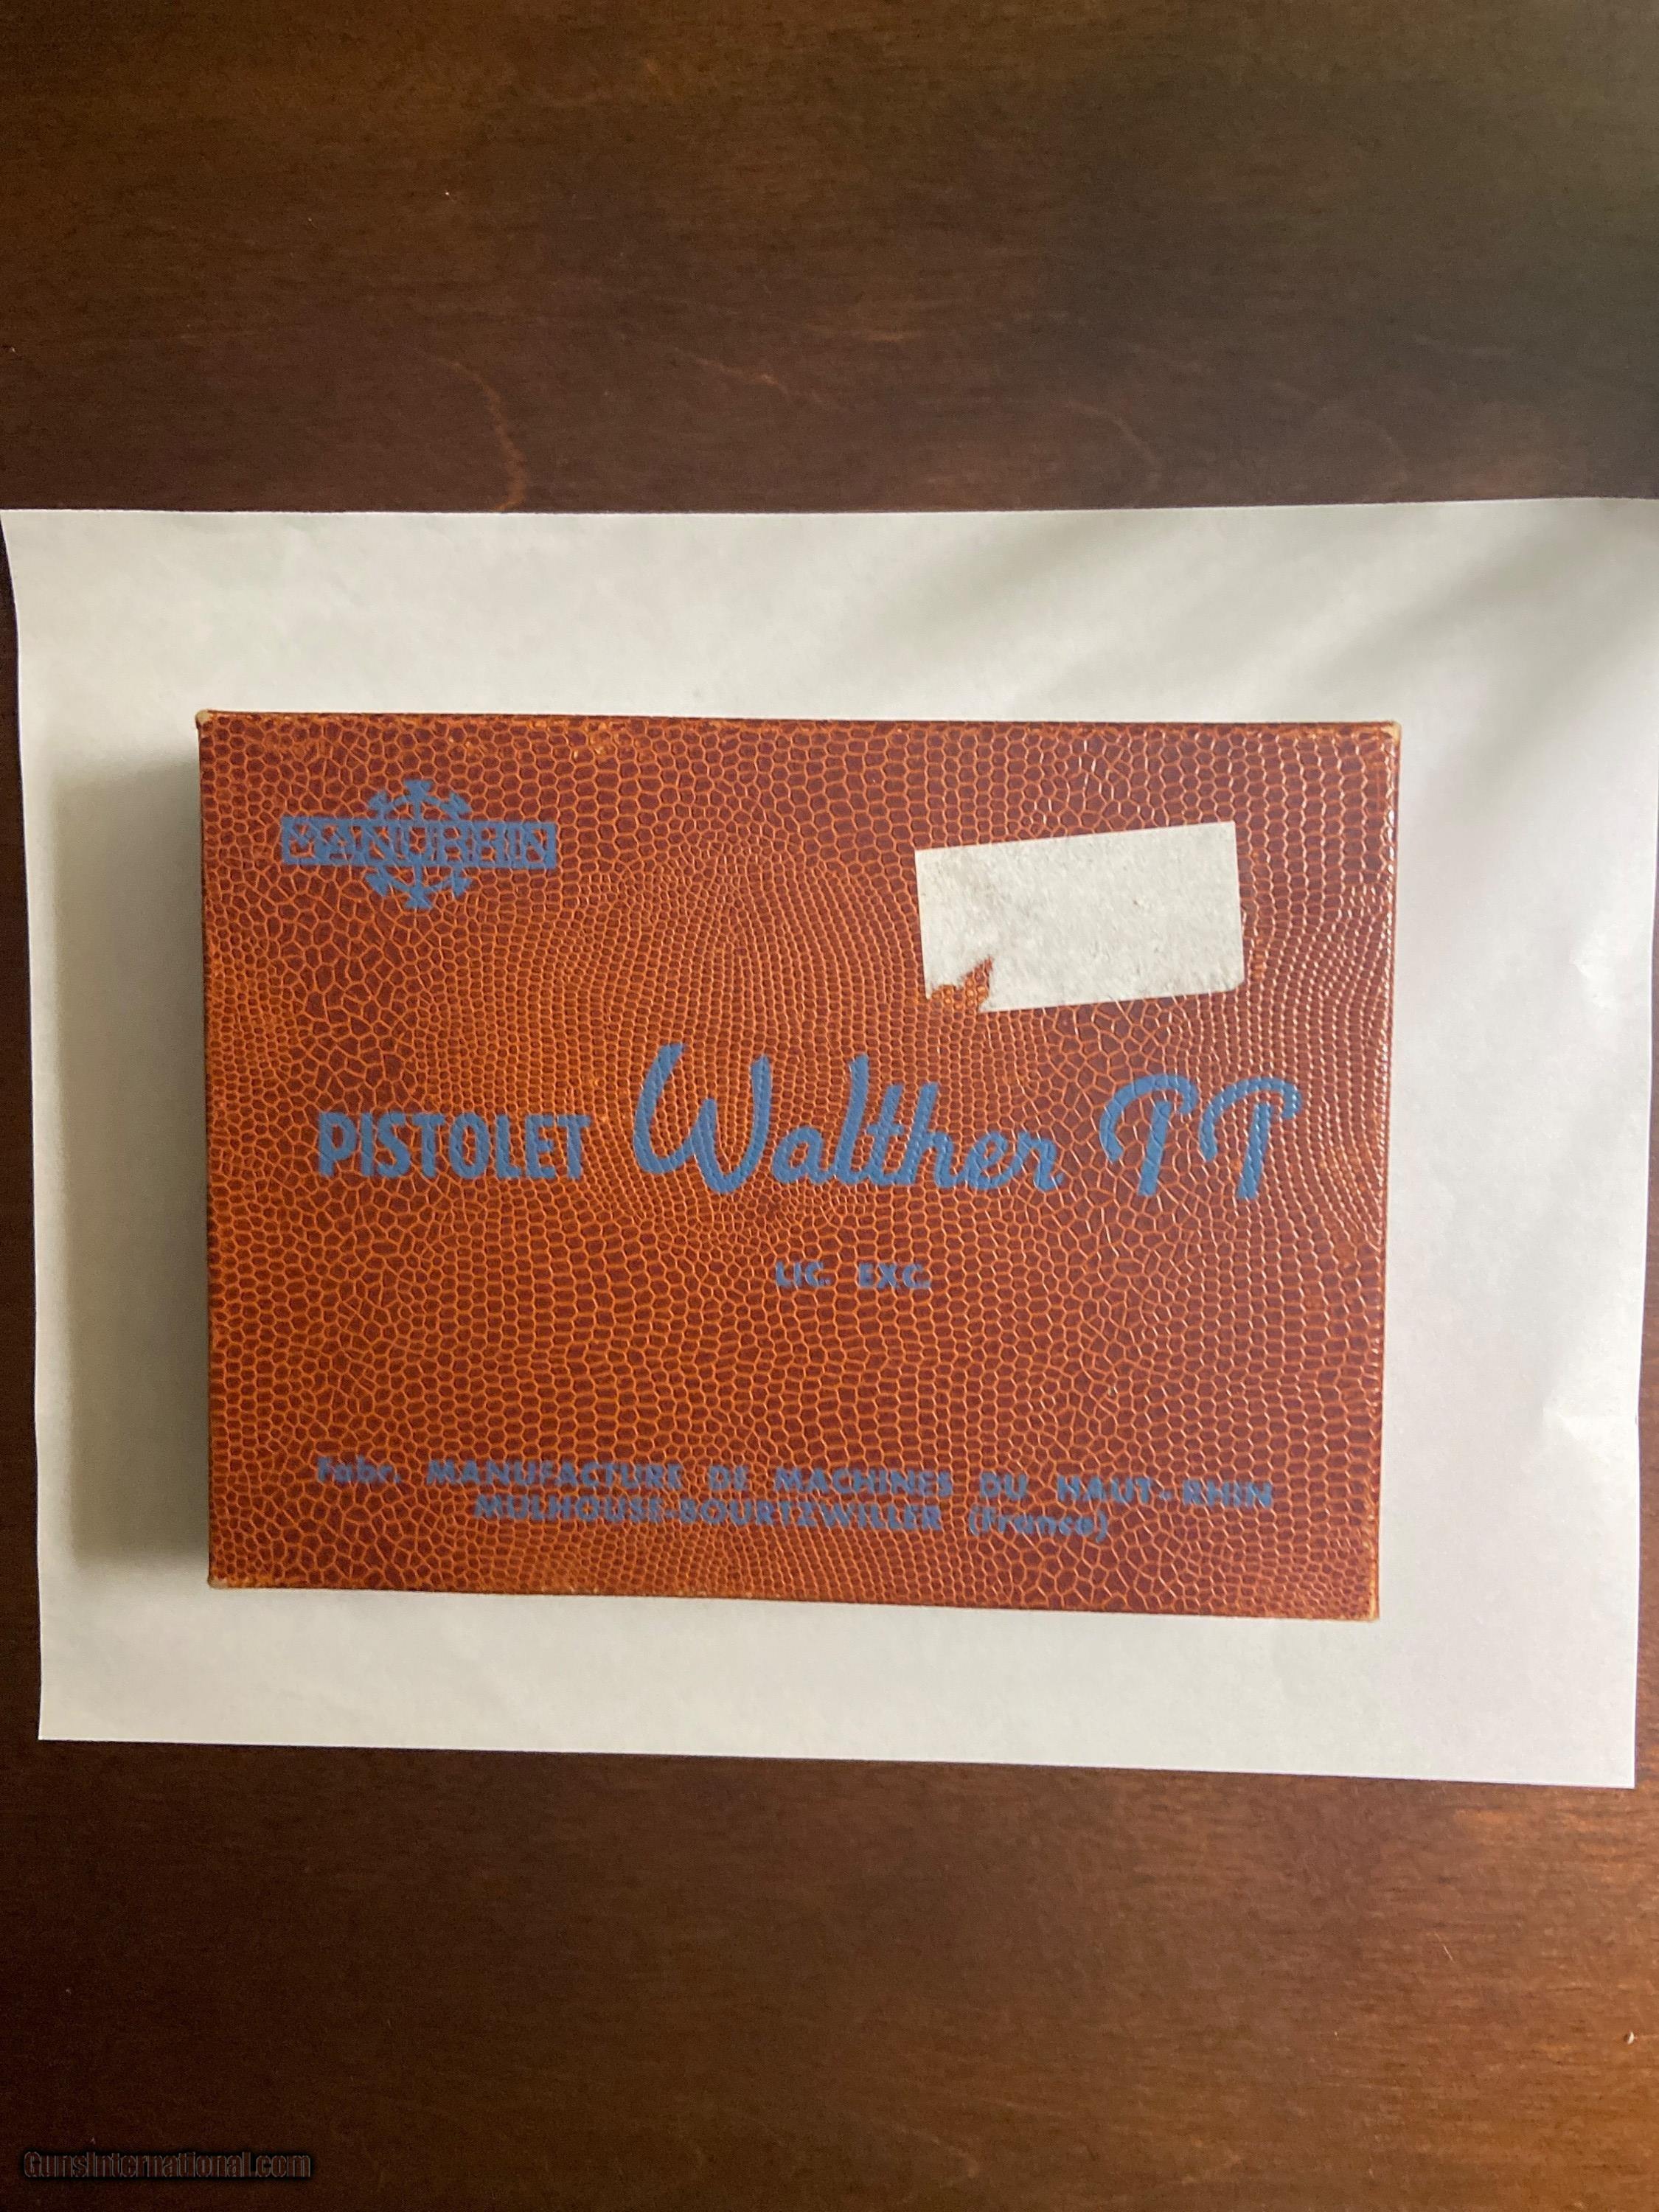 MANURHIN
PISTOLET Walther PP
LIC. EXC.
Fabr. MANUFACTURE DE MACHINES DU HAUT-RHIN
MULHOUSE-BOURTZWILLER (France)
GunsInternational.com